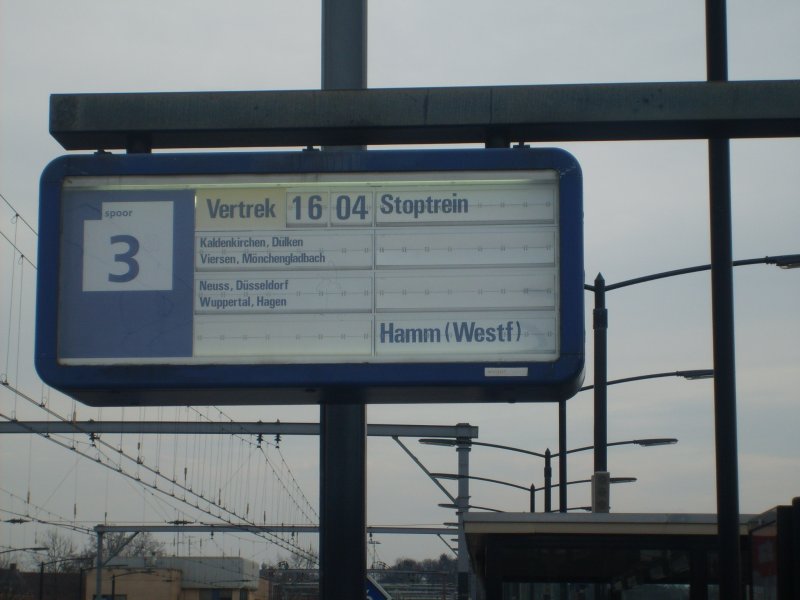 spoor
3
Vertrek 16 04 Stoptrein
Kaldenkirchen, Dülken
Viersen, Mönchengladbach
Neuss, Düsseldorf
Wuppertal, Hagen
Hamm (Westf)